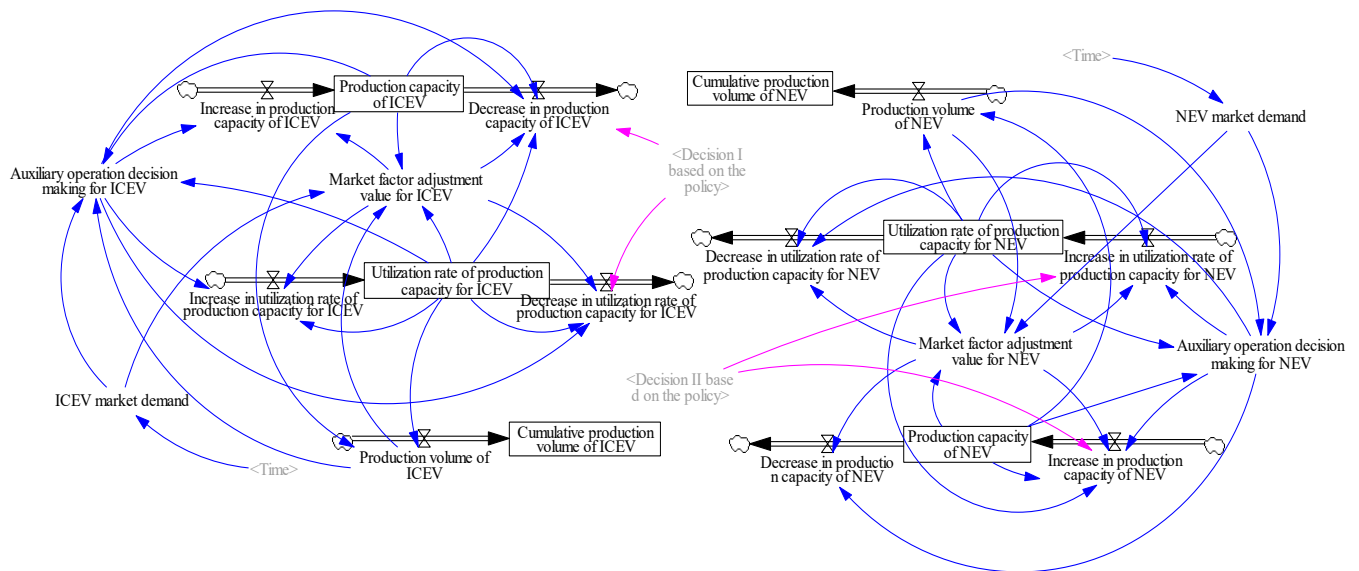 Production capacity
of ICEV
Increase in production
capacity of ICEV
Decrease in production
capacity of ICEV
Auxiliary operation decision
making for ICEV
Market factor adjustment
value for ICEV
<Decision I
based on the
policy>
Utilization rate of production
capacity for ICEV
Increase in utilization rate of
production capacity for ICEV
Decrease in utilization rate of
production capacity for ICEV
ICEV market demand
Cumulative production
volume of ICEV
Production volume of
ICEV
<Time>
<Time>
Cumulative production
volume of NEV
Production volume
of NEV
NEV market demand
Utilization rate of production
capacity for NEV
Decrease in utilization rate of
production capacity for NEV
Increase in utilization rate of
production capacity for NEV
Market factor adjustment
value for NEV
Auxiliary operation decision
making for NEV
<Decision II base
d on the policy>
Production capacity
of NEV
Decrease in productio
n capacity of NEV
Increase in production
capacity of NEV